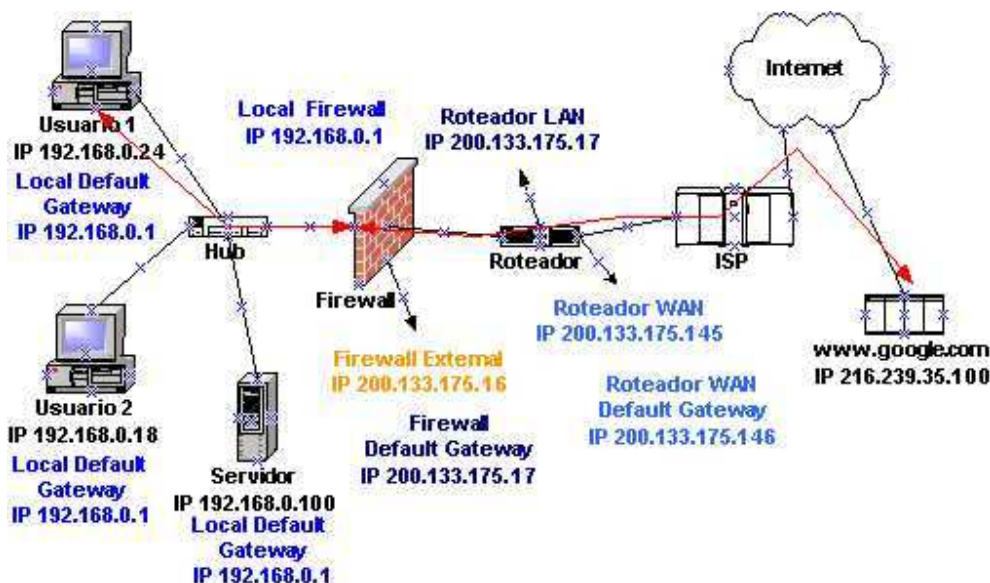 Internet
Usuario 1
IP 192.168.0.24
Local Default
Gateway
IP 192.168.0.1
Local Firewall
IP 192.168.0.1
Roteador LAN
IP 200.133.175.17
Hub
Firewall
Roteador
ISP
Firewall External
IP 200.133.175.16
Firewall
Default Gateway
IP 200.133.175.17
Roteador WAN
IP 200.133.175.145
Roteador WAN
Default Gateway
IP 200.133.175.146
www.google.com
IP 216.239.35.100
Usuario 2
IP 192.168.0.18
Local Default
Gateway
IP 192.168.0.1
Servidor
IP 192.168.0.100
Local Default
Gateway
IP 192.168.0.1